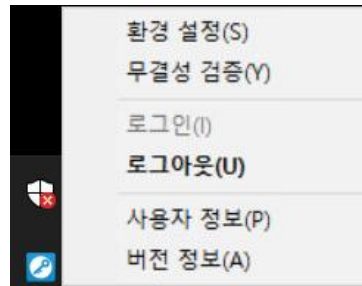 환경 설정(S)
무결성 검증(Y)
로그인(I)
로그아웃(U)
사용자 정보(P)
버전 정보(A)